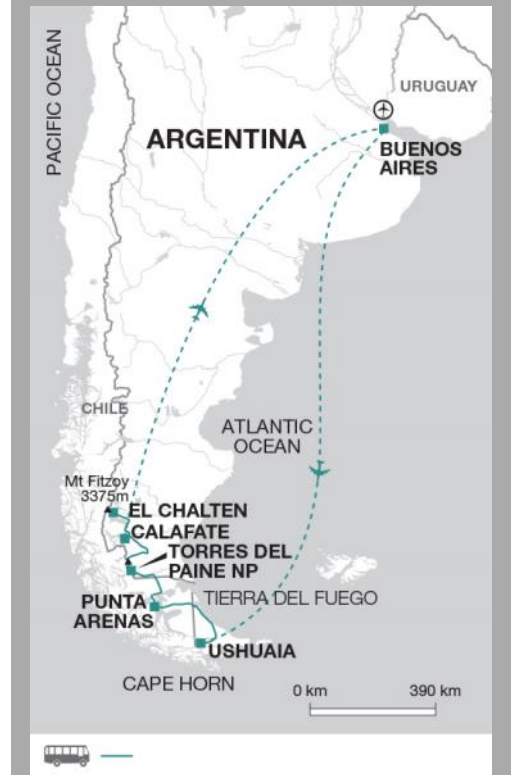 PACIFIC OCEAN
URUGUAY
ARGENTINA
BUENOS
AIRES
CHILE
ATLANTIC
OCEAN
Mt Fitzoy
3375m
EL CHALTEN
CALAFATE
TORRES DEL
PAINE NP
PUNTA
ARENAS
TIERRA DEL FUEGO
USHUAIA
CAPE HORN
0 km
390 km